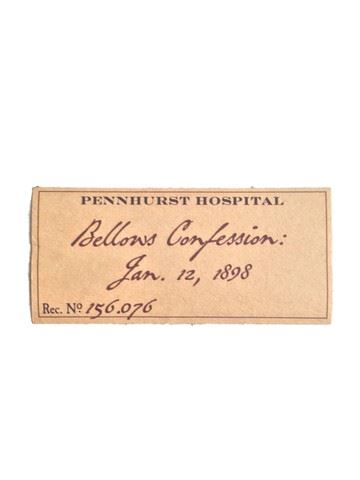 PENNHURST HOSPITAL
Bellows Confession:
Jan. 12, 1898
Rec. Nº 156.076